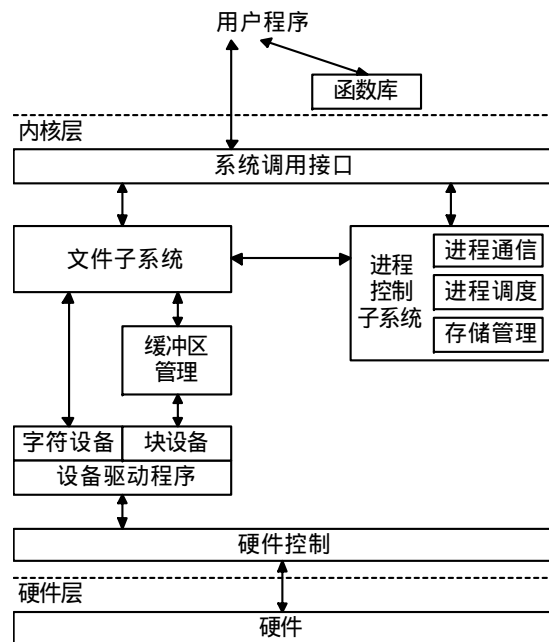 用户程序
函数库
内核层
系统调用接口
文件子系统
进程
控制
子系统
进程通信
进程调度
存储管理
缓冲区
管理
字符设备
块设备
设备驱动程序
硬件控制
硬件层
硬件